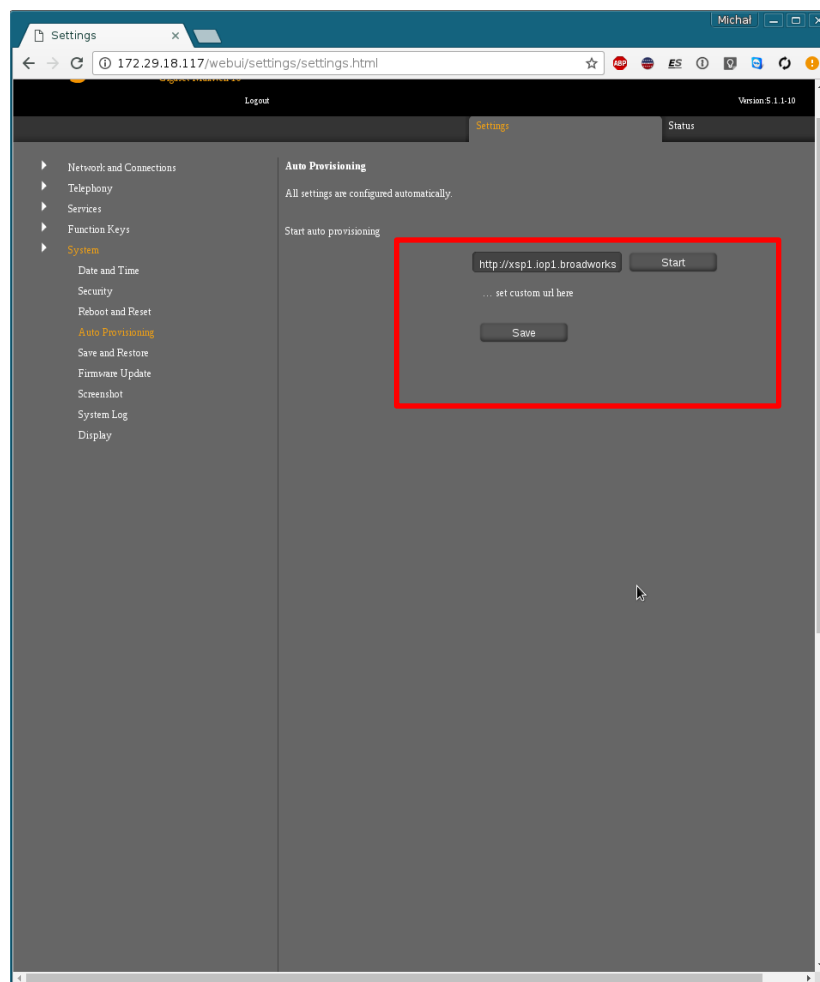 Michał
Settings
172.29.18.117/webui/settings/settings.html
ABP
ES
Logout
Version:5.1.1-10
Settings
Status
Network and Connections
Telephony
Services
Function Keys
System
Date and Time
Security
Reboot and Reset
Auto Provisioning
Save and Restore
Firmware Update
Screenshot
System Log
Display
Auto Provisioning
All settings are configured automatically.
Start auto provisioning
http://xsp1.iop1.broadworks
Start
... set custom url here
Save